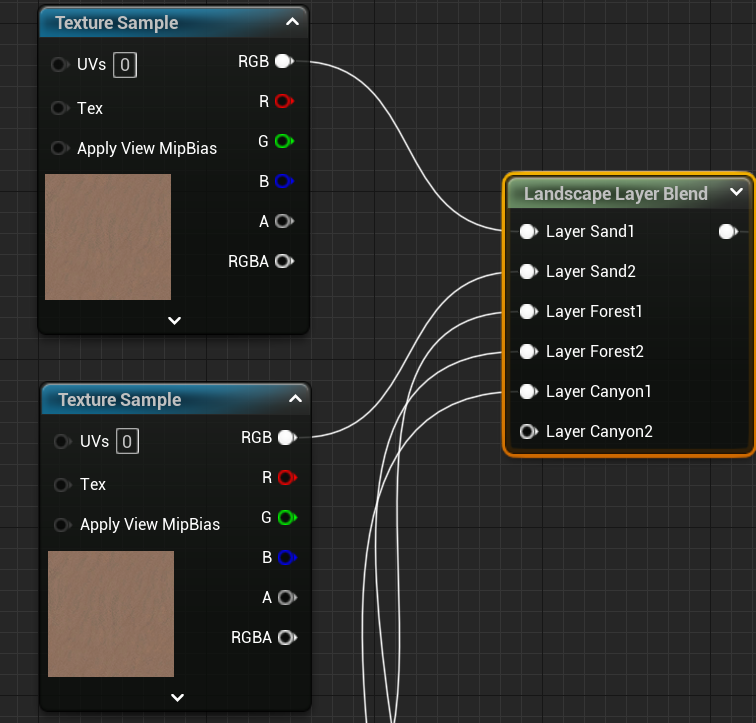 Texture Sample
UVs 0
Tex
Apply View MipBias
RGB
R
G
B
A
RGBA
Landscape Layer Blend
Layer Sand1
Layer Sand2
Layer Forest1
Layer Forest2
Layer Canyon1
Layer Canyon2
Texture Sample
UVs 0
Tex
Apply View MipBias
RGB
R
G
B
A
RGBA